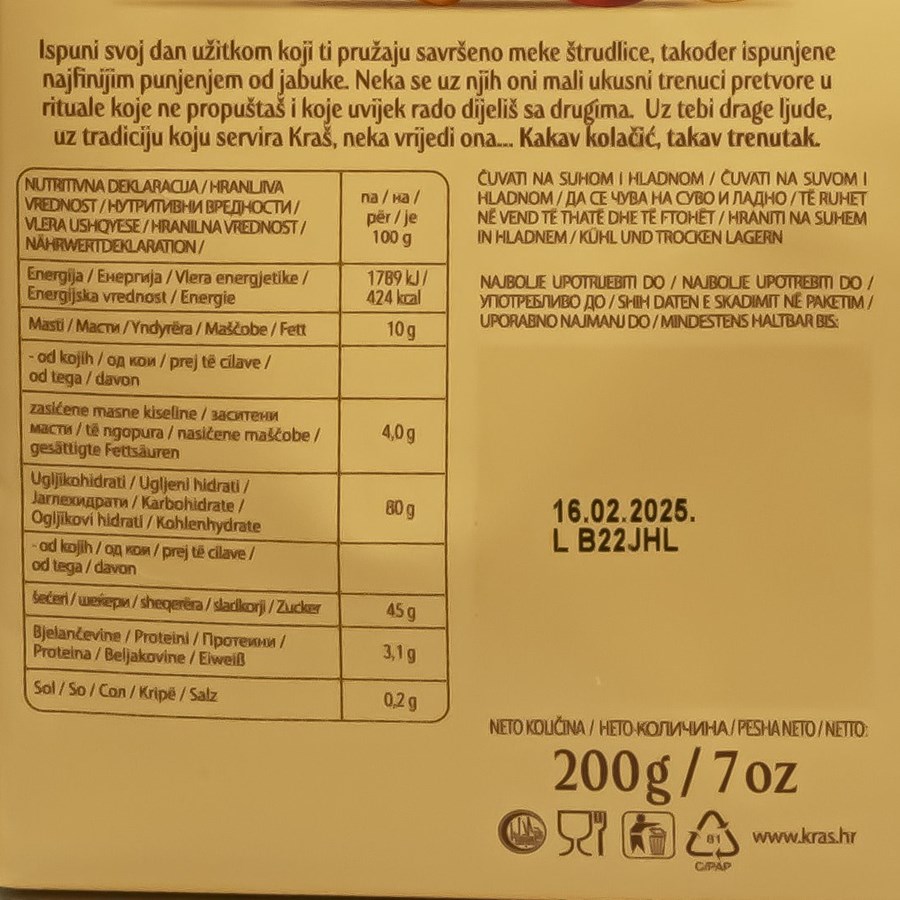 Ispuni svoj dan užitkom koji ti pružaju savršeno meke štrudlice, također ispunjene
najfinijim punjenjem od jabuke. Neka se uz njih oni mali ukusni trenuci pretvore u
rituale koje ne propuštaš i koje uvijek rado dijeliš sa drugima. Uz tebi drage ljude,
uz tradiciju koju servira Kraš, neka vrijedi ona... Kakav kolačić, takav trenutak.
NUTRITIVNA DEKLARACIJA / HRANLJIVA
VREDNOST / НУТРИТИВНИ ВРЕДНОСТИ /
VLERA USHQYESE / HRANILNA VREDNOST /
NÄHRWERTDEKLARATION /
na / на /
për / je
100 g
Energija / Енергија / Vlera energjetike /
Energijska vrednost / Energie
1789 kJ /
424 kcal
Masti / Масти / Yndyrëra / Maščobe / Fett
10 g
- od kojih / од кои / prej të cilave /
od tega / davon
zasićene masne kiseline / заситени
масти / të ngopura / nasičene maščobe /
gesättigte Fettsäuren
4,0 g
Ugljikohidrati / Ugljeni hidrati /
Јаглехидрати / Karbohidrate /
Ogljikovi hidrati / Kohlenhydrate
80 g
- od kojih / од кои / prej të cilave /
od tega / davon
šećeri / шеќери / sheqerëra / sladkorji / Zucker
45 g
Bjelančevine / Proteini / Протеини /
Proteina / Beljakovine / Eiweiß
3,1 g
Sol / So / Сол / Kripë / Salz
0,2 g
ČUVATI NA SUHOM I HLADNOM / ČUVATI NA SUVOM I
HLADNOM / ДА СЕ ЧУВА НА СУВО И ЛАДНО / TË RUHET
NË VEND TË THATË DHE TË FTOHËT / HRANITI NA SUHEM
IN HLADNEM / KÜHL UND TROCKEN LAGERN
NAJBOLJE UPOTRIJEBITI DO / NAJBOLJE UPOTREBITI DO /
УПОТРЕБЛИВО ДО / SHIH DATEN E SKADIMIT NË PAKETIM /
UPORABNO NAJMANJ DO / MINDESTENS HALTBAR BIS:
16.02.2025.
L B22JHL
NETO KOLIČINA / НЕТО КОЛИЧИНА / PESHA NETO / NETTO:
200g / 7 oz
81
C/PAP
www.kras.hr